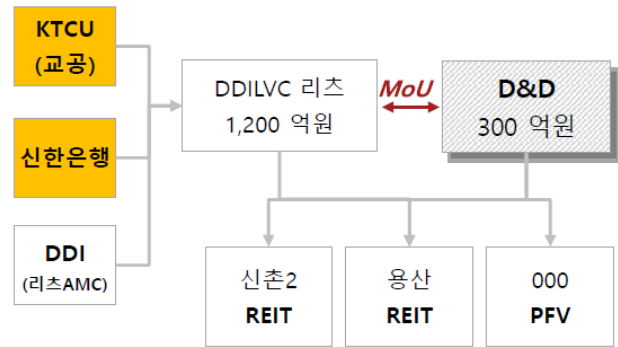 KTCU
(교공)
신한은행
DDI
(리츠AMC)
DDILVC 리츠
1,200 억원
MoU
D&D
300 억원
신촌2
REIT
용산
REIT
000
PFV